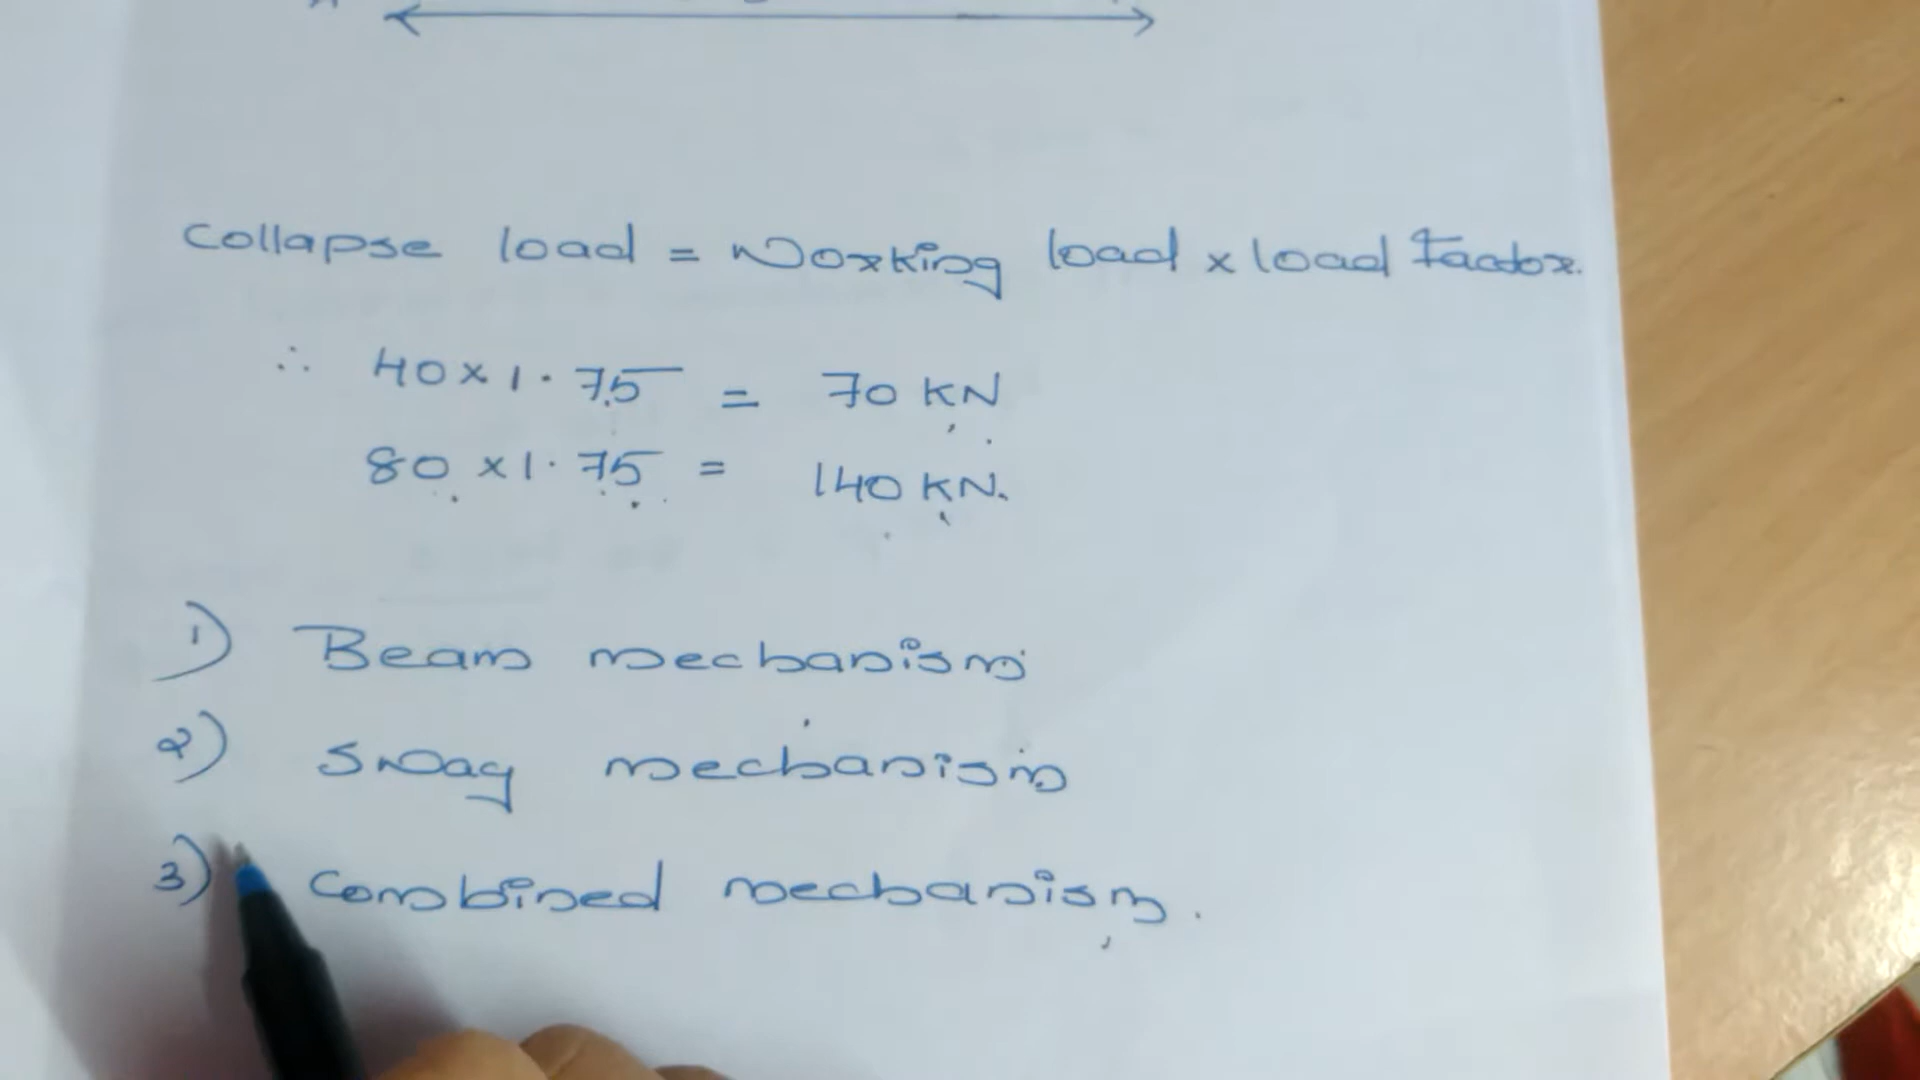 Collapse load = Working load x load Factor.
∴ 40 x 1.75 = 70 KN
80 x 1.75 = 140 KN.
1) Beam mechanism
2) Sway mechanism
3) Combined mechanism.